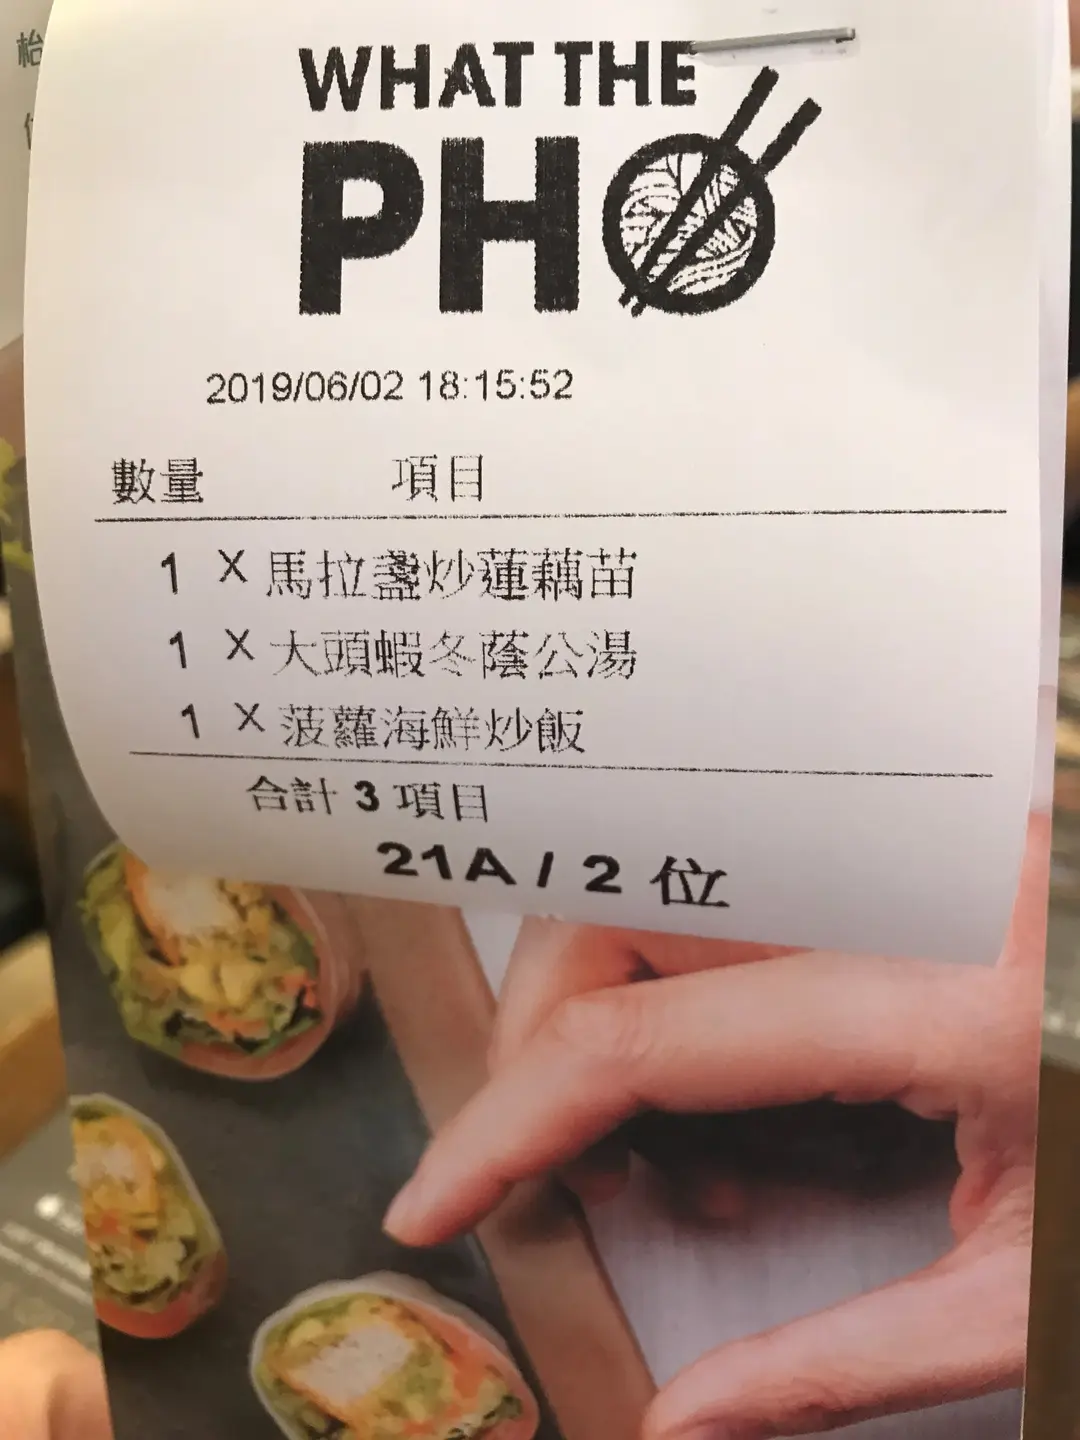 WHAT THE
PHO
2019/06/02 18:15:52
數量 項目
1 X 馬拉盞炒蓮藕苗
1 X 大頭蝦冬蔭公湯
1 X 菠蘿海鮮炒飯
合計 3 項目
21A / 2 位